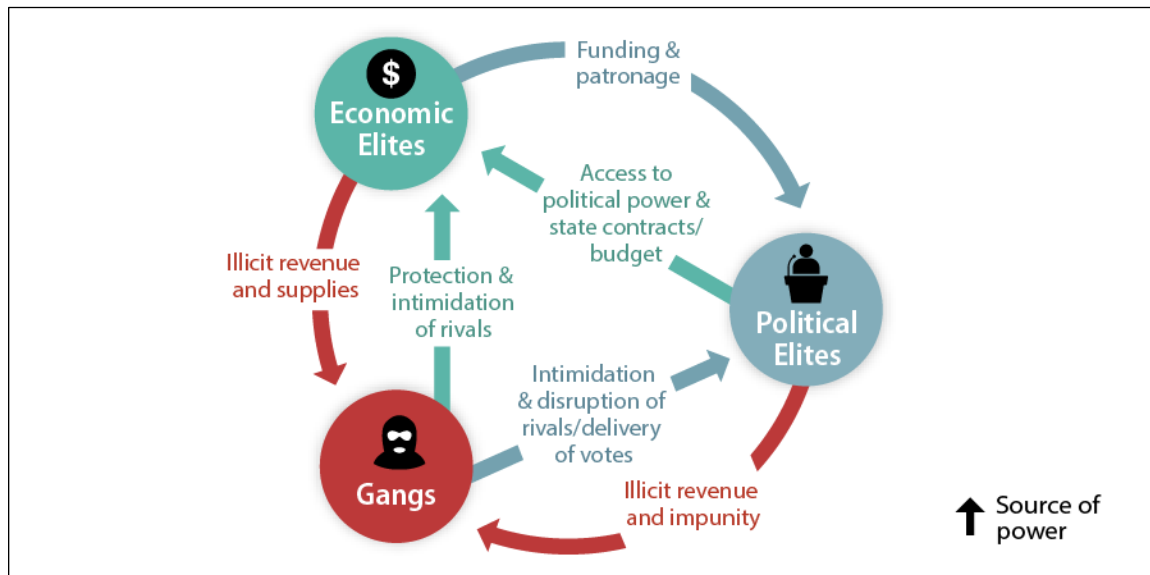 $
Economic
Elites
Funding &
patronage
Access to
political power &
state contracts/
budget
Illicit revenue
and supplies
Protection &
intimidation
of rivals
Political
Elites
Intimidation
& disruption of
rivals/delivery
of votes
Gangs
Illicit revenue
and impunity
Source of
power